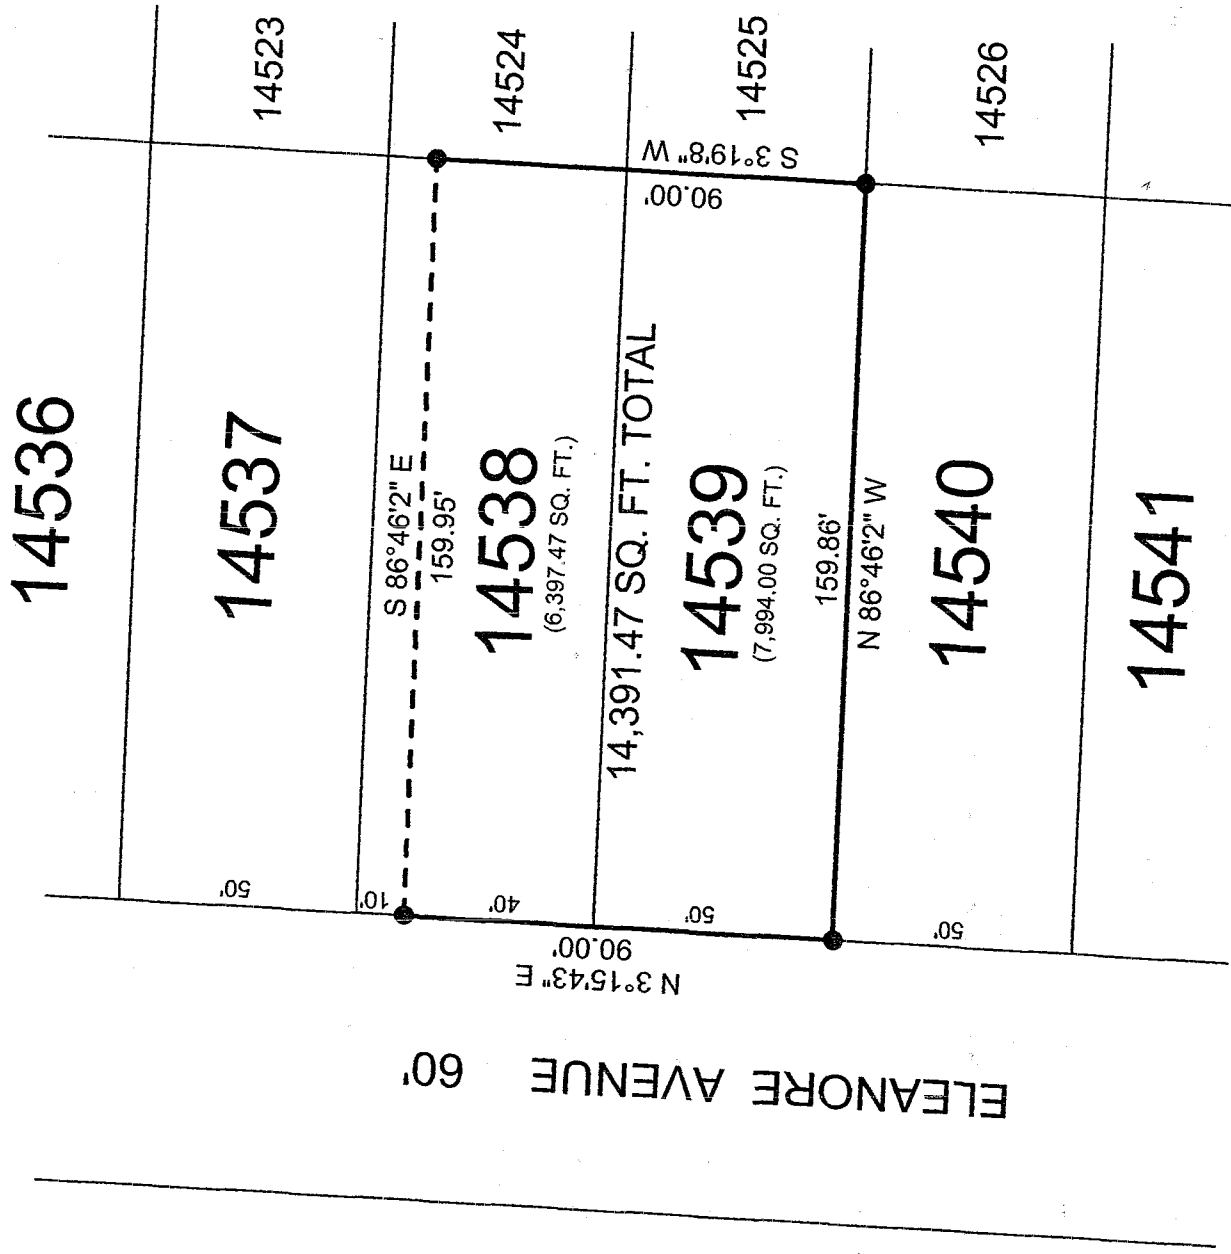 14536
14537
14523
S 86°46'2" E
159.95'
14538
(6,397.47 SQ. FT.)
14524
14,391.47 SQ. FT. TOTAL
14539
(7,994.00 SQ. FT.)
14525
S 3°19'8" W
90.00'
159.86'
N 86°46'2" W
14540
14526
14541
50'
10'
40'
50'
50'
90.00'
N 3°15'43" E
ELEANORE AVENUE 60'